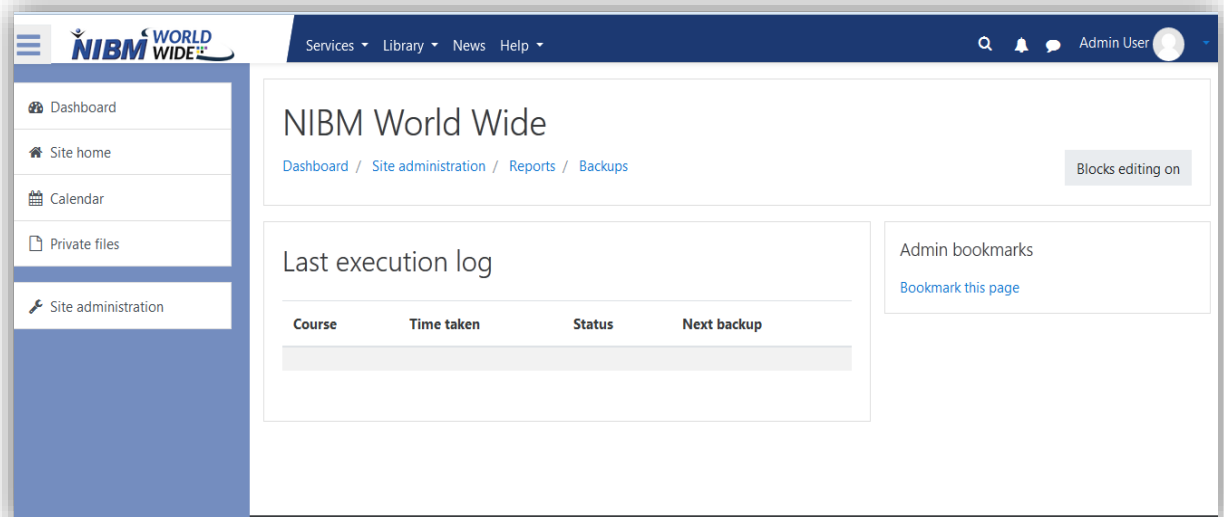 NIBM WORLD WIDE
Services Library News Help Admin User
Dashboard
Site home
Calendar
Private files
Site administration
NIBM World Wide
Dashboard / Site administration / Reports / Backups
Blocks editing on
Last execution log
Course Time taken Status Next backup
Admin bookmarks
Bookmark this page